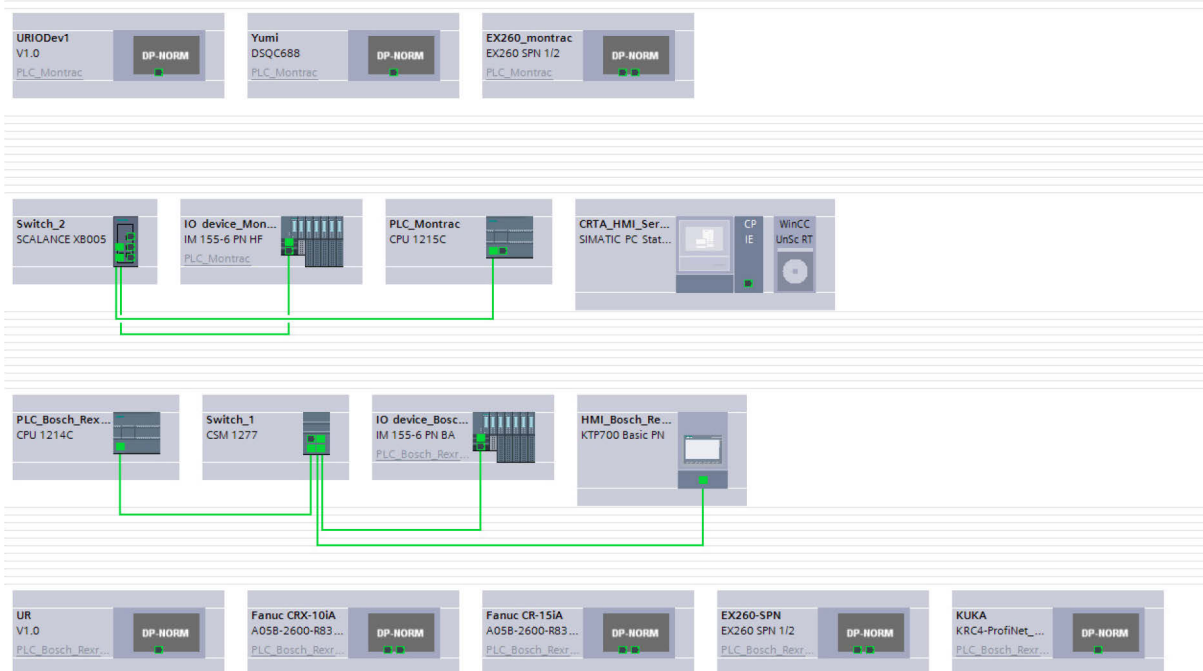 URIODev1
V1.0
DP-NORM
PLC_Montrac
Yumi
DSQC688
DP-NORM
PLC_Montrac
EX260_montrac
EX260 SPN 1/2
DP-NORM
PLC_Montrac
Switch_2
SCALANCE XB005
IO device_Mon...
IM 155-6 PN HF
PLC_Montrac
PLC_Montrac
CPU 1215C
CRTA_HMI_Ser...
SIMATIC PC Stat...
CP
IE
WinCC
UnSc RT
PLC_Bosch_Rex...
CPU 1214C
Switch_1
CSM 1277
IO device_Bosc...
IM 155-6 PN BA
PLC_Bosch_Rexr...
HMI_Bosch_Re...
KTP700 Basic PN
UR
V1.0
DP-NORM
PLC_Bosch_Rexr...
Fanuc CRX-10iA
A05B-2600-R83...
DP-NORM
PLC_Bosch_Rexr...
Fanuc CR-15iA
A05B-2600-R83...
DP-NORM
PLC_Bosch_Rexr...
EX260-SPN
EX260 SPN 1/2
DP-NORM
PLC_Bosch_Rexr...
KUKA
KRC4-ProfiNet_...
DP-NORM
PLC_Bosch_Rexr...